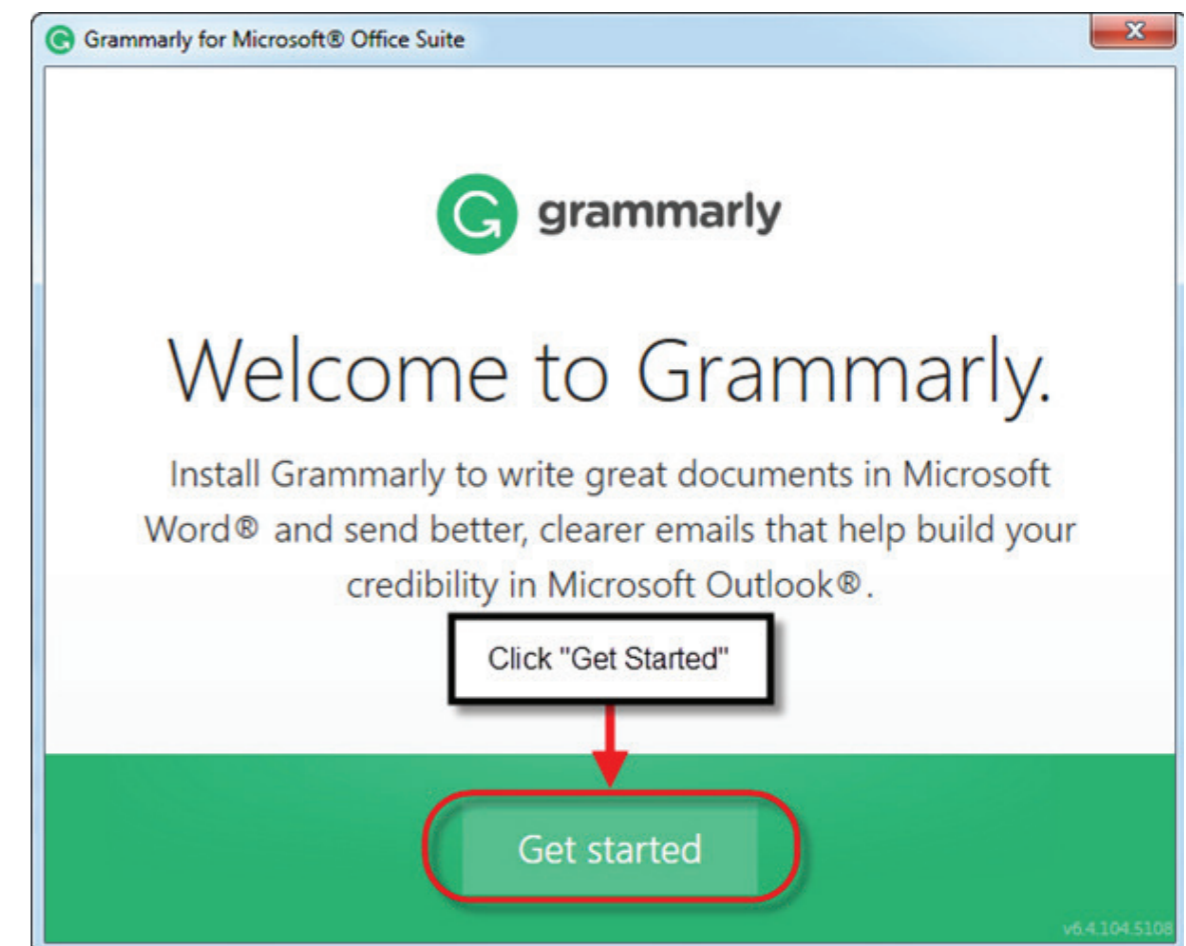 Grammarly for Microsoft® Office Suite
grammarly
Welcome to Grammarly.
Install Grammarly to write great documents in Microsoft
Word® and send better, clearer emails that help build your
credibility in Microsoft Outlook®.
Click "Get Started"
Get started
v6.4.104.5108